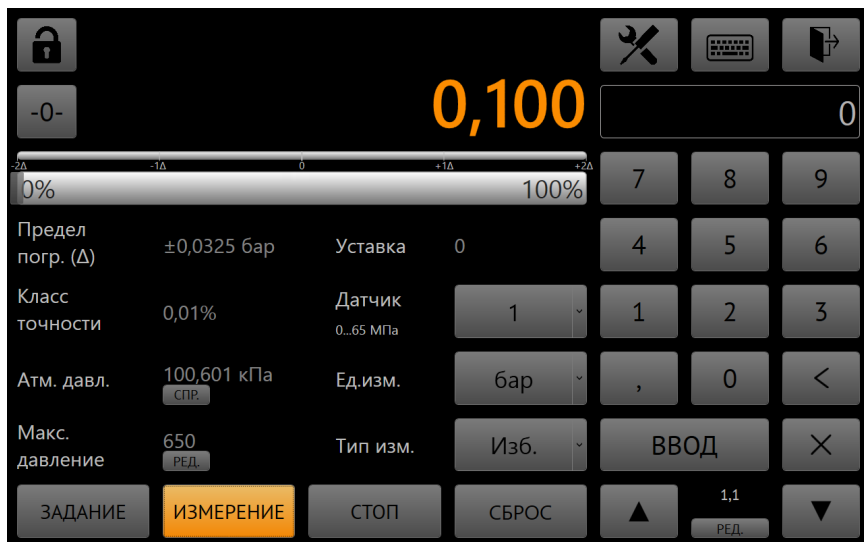 -0-
0,100
0
-2Δ -1Δ 0 +1Δ +2Δ
0% 100%
7 8 9
Предел
погр. (Δ)
±0,0325 бар
Уставка
0
4 5 6
Класс
точности
0,01%
Датчик
0...65 МПа
1
1 2 3
Атм. давл.
100,601 кПа
СПР.
Ед.изм.
бар
, 0 <
Макс.
давление
650
РЕД.
Тип изм.
Изб.
ВВОД
ЗАДАНИЕ ИЗМЕРЕНИЕ СТОП СБРОС
1,1
РЕД.